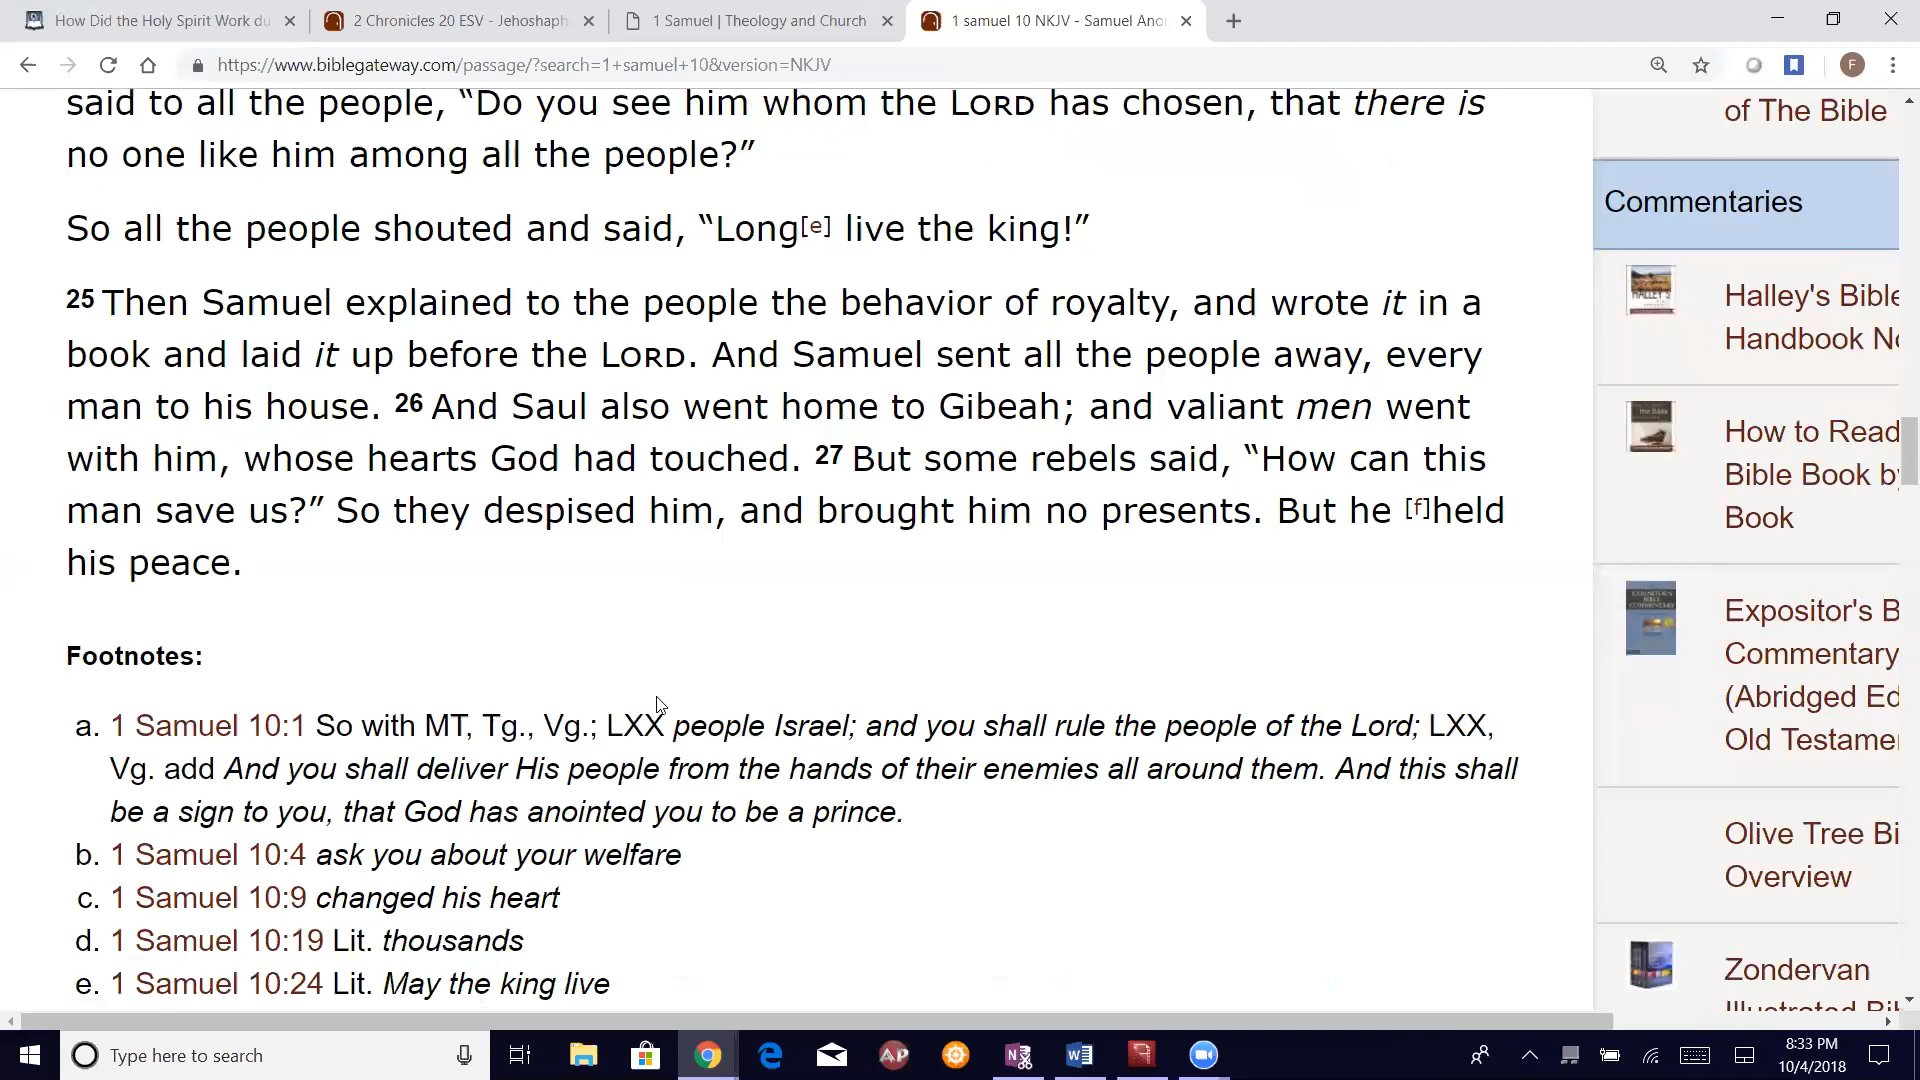 How Did the Holy Spirit Work du
2 Chronicles 20 ESV - Jehoshaph
1 Samuel | Theology and Church
1 samuel 10 NKJV - Samuel Ano
https://www.biblegateway.com/passage/?search=1+samuel+10&version=NKJV
F
said to all the people, “Do you see him whom the LORD has chosen, that there is
no one like him among all the people?”
So all the people shouted and said, “Long[e] live the king!”
25 Then Samuel explained to the people the behavior of royalty, and wrote it in a
book and laid it up before the LORD. And Samuel sent all the people away, every
man to his house. 26 And Saul also went home to Gibeah; and valiant men went
with him, whose hearts God had touched. 27 But some rebels said, “How can this
man save us?” So they despised him, and brought him no presents. But he [f]held
his peace.
Footnotes:
a. 1 Samuel 10:1 So with MT, Tg., Vg.; LXX people Israel; and you shall rule the people of the Lord; LXX,
Vg. add And you shall deliver His people from the hands of their enemies all around them. And this shall
be a sign to you, that God has anointed you to be a prince.
b. 1 Samuel 10:4 ask you about your welfare
c. 1 Samuel 10:9 changed his heart
d. 1 Samuel 10:19 Lit. thousands
e. 1 Samuel 10:24 Lit. May the king live
of The Bible
Commentaries
Halley's Bible
Handbook No
How to Read
Bible Book by
Book
Expositor's B
Commentary
(Abridged Ed
Old Testamen
Olive Tree Bi
Overview
Zondervan
Illustrated Bib
Type here to search
AP
8:33 PM
10/4/2018